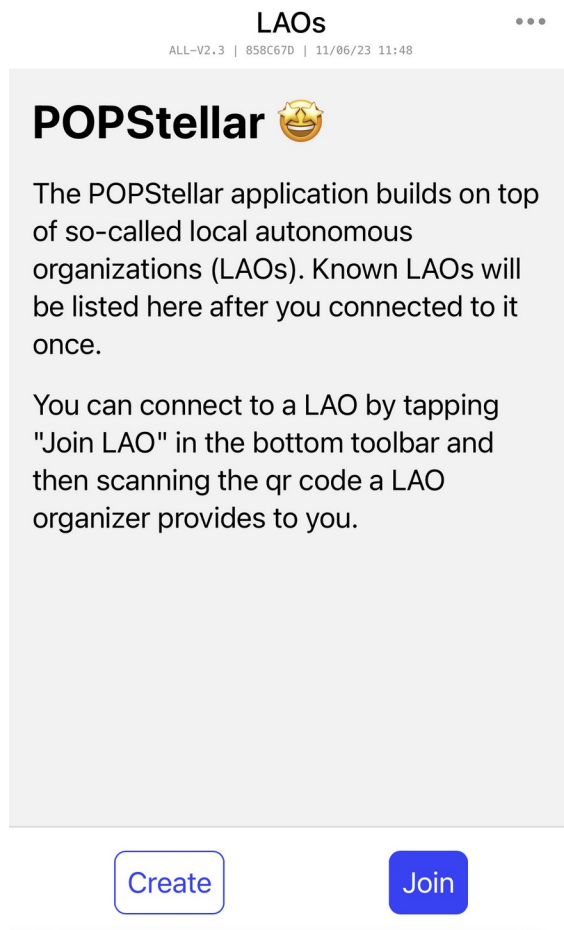 LAOs
ALL-V2.3 | 858C67D | 11/06/23 11:48
POPStellar 🤩
The POPStellar application builds on top
of so-called local autonomous
organizations (LAOs). Known LAOs will
be listed here after you connected to it
once.
You can connect to a LAO by tapping
"Join LAO" in the bottom toolbar and
then scanning the qr code a LAO
organizer provides to you.
Create
Join